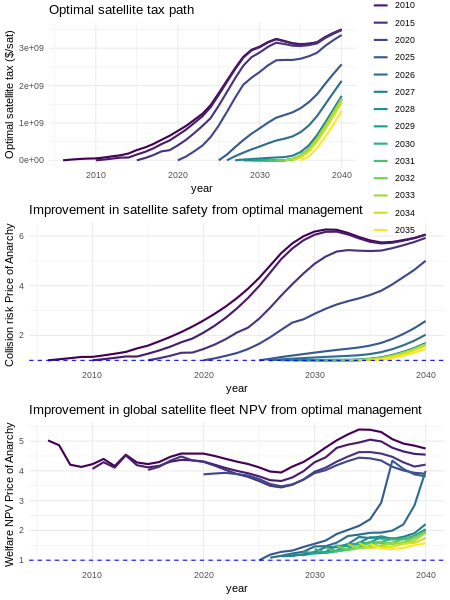 Optimal satellite tax path
Optimal satellite tax ($/sat)
3e+09
2e+09
1e+09
0e+00
2010
2020
2030
2040
year
2010
2015
2020
2025
2026
2027
2028
2029
2030
2031
2032
2033
2034
2035
Improvement in satellite safety from optimal management
Collision risk Price of Anarchy
6
4
2
2010
2020
2030
2040
year
Improvement in global satellite fleet NPV from optimal management
Welfare NPV Price of Anarchy
5
4
3
2
1
2010
2020
2030
2040
year